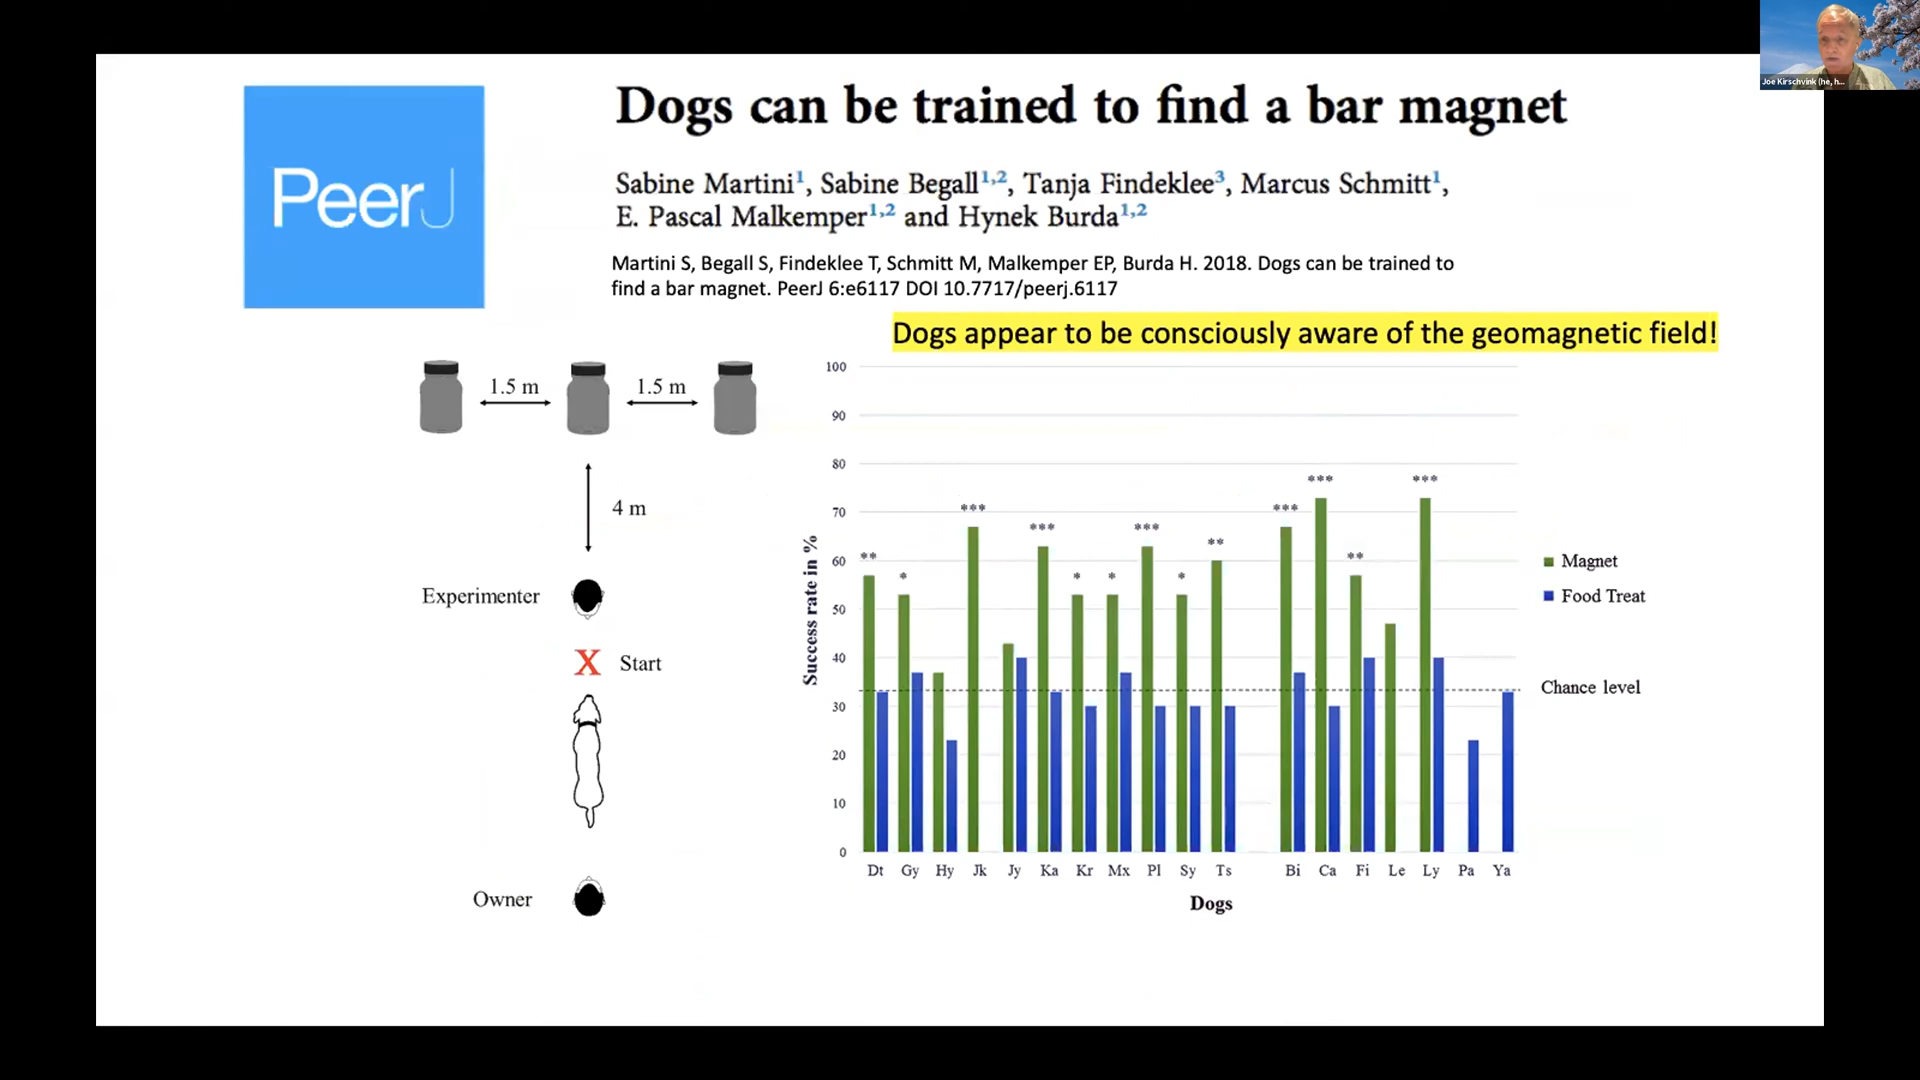 Joe Kirschvink (he, h...
PeerJ
Dogs can be trained to find a bar magnet
Sabine Martini1, Sabine Begall1,2, Tanja Findeklee3, Marcus Schmitt1,
E. Pascal Malkemper1,2 and Hynek Burda1,2
Martini S, Begall S, Findeklee T, Schmitt M, Malkemper EP, Burda H. 2018. Dogs can be trained to
find a bar magnet. PeerJ 6:e6117 DOI 10.7717/peerj.6117
Dogs appear to be consciously aware of the geomagnetic field!
1.5 m 1.5 m
4 m
Experimenter
X Start
Owner
Success rate in %
100
90
80
70
60
50
40
30
20
10
0
** * *** *** * * *** * ** *** *** ** ***
Dt Gy Hy Jk Jy Ka Kr Mx Pl Sy Ts Bi Ca Fi Le Ly Pa Ya
Dogs
Magnet
Food Treat
Chance level